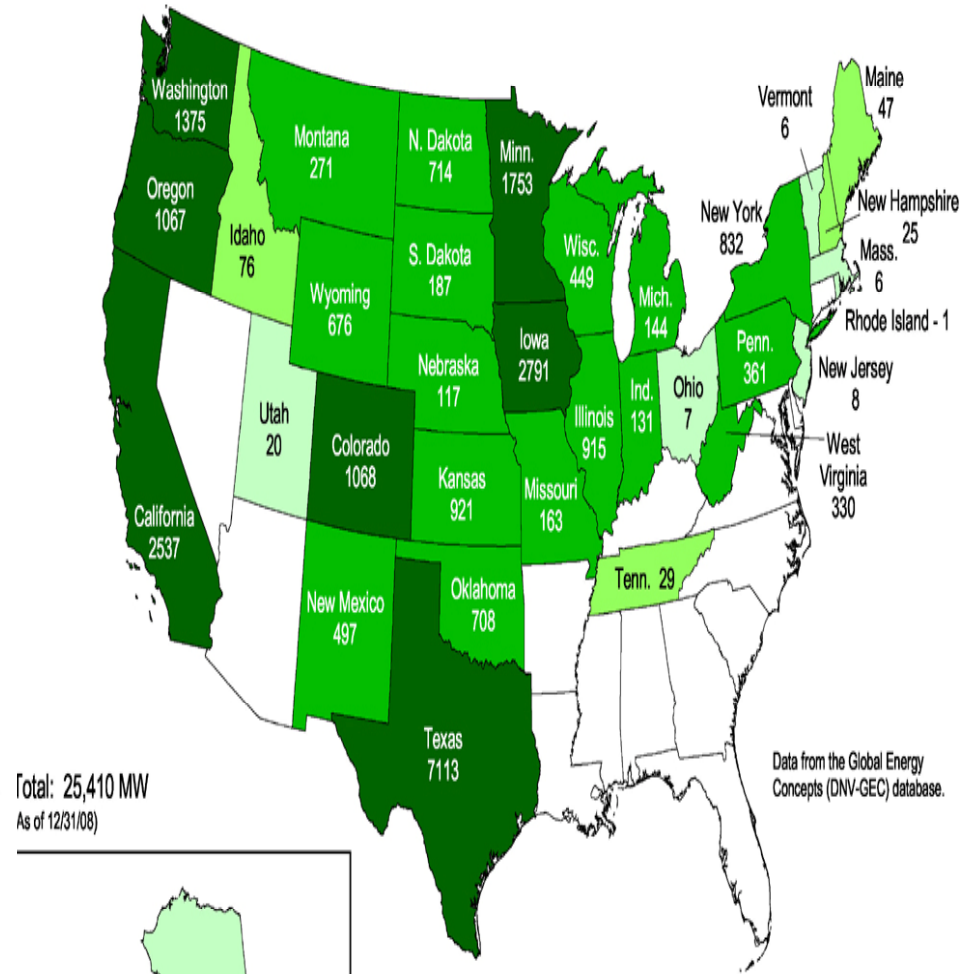 Washington
1375
Oregon
1067
California
2537
Idaho
76
Montana
271
Wyoming
676
Utah
20
Colorado
1068
New Mexico
497
N. Dakota
714
S. Dakota
187
Nebraska
117
Kansas
921
Oklahoma
708
Texas
7113
Minn.
1753
Iowa
2791
Missouri
163
Wisc.
449
Illinois
915
Mich.
144
Ind.
131
Ohio
7
Tenn. 29
Penn.
361
New York
832
Vermont
6
Maine
47
New Hampshire
25
Mass.
6
Rhode Island - 1
New Jersey
8
West
Virginia
330
Total: 25,410 MW
As of 12/31/08)
Data from the Global Energy
Concepts (DNV-GEC) database.